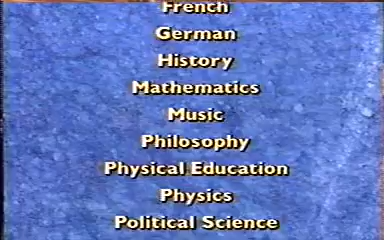 French
German
History
Mathematics
Music
Philosophy
Physical Education
Physics
Political Science